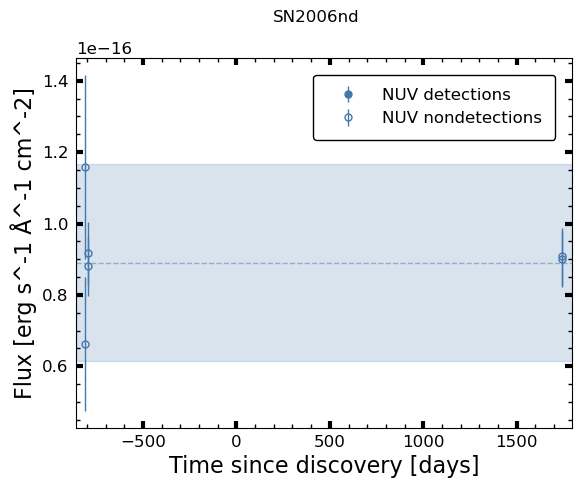 SN2006nd
1e−16
1.4
1.2
1.0
0.8
0.6
Flux [erg s^-1 Å^-1 cm^-2]
NUV detections
NUV nondetections
−500
0
500
1000
1500
Time since discovery [days]